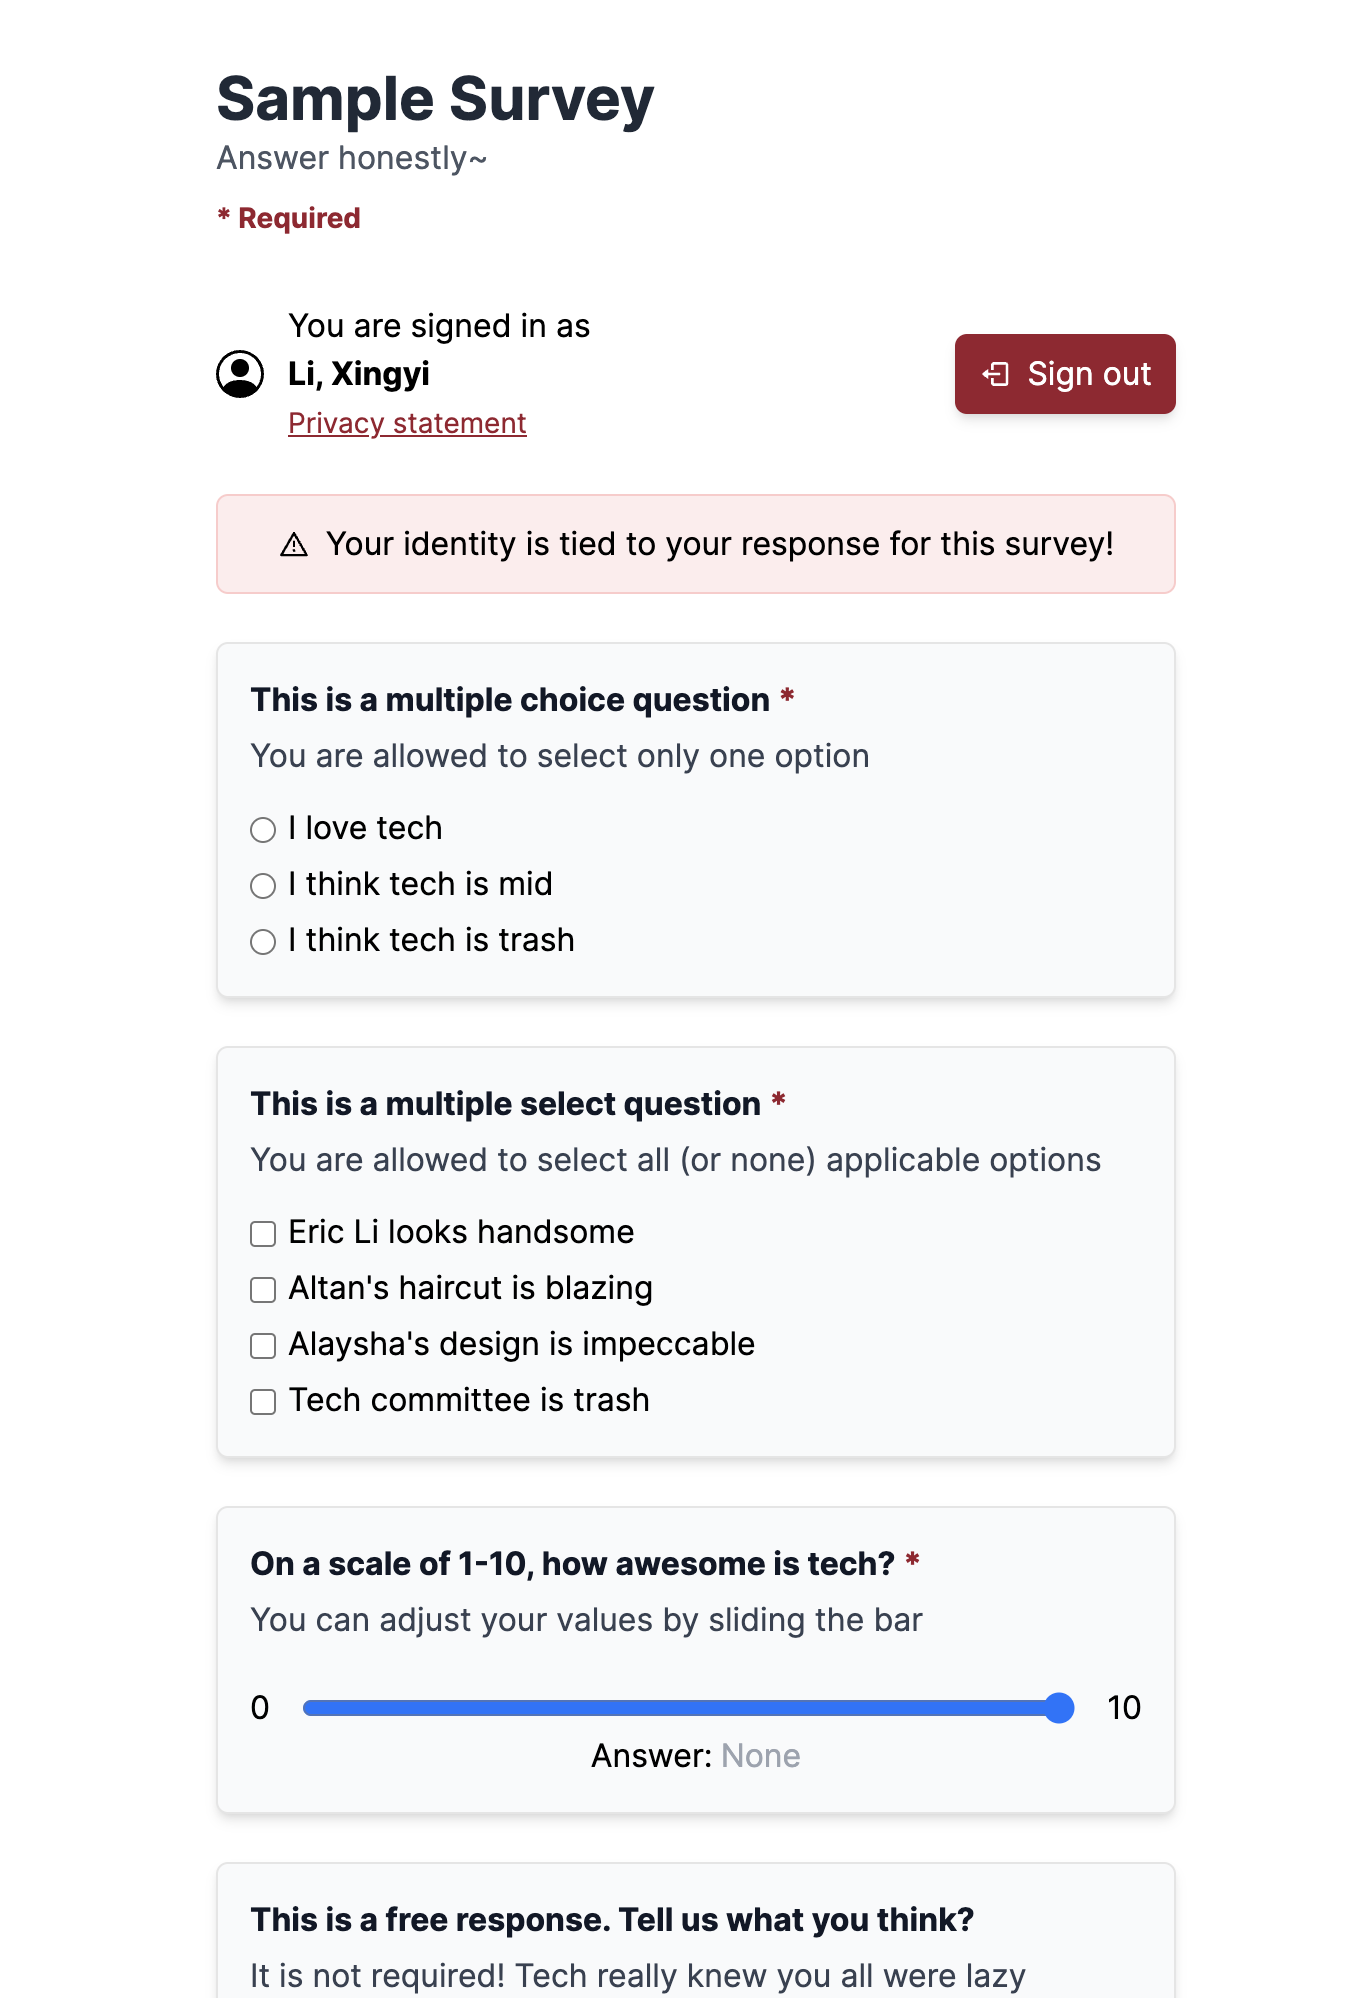 Sample Survey
Answer honestly~
* Required
You are signed in as
Li, Xingyi
Privacy statement
Sign out
Your identity is tied to your response for this survey!
This is a multiple choice question *
You are allowed to select only one option
I love tech
I think tech is mid
I think tech is trash
This is a multiple select question *
You are allowed to select all (or none) applicable options
Eric Li looks handsome
Altan's haircut is blazing
Alaysha's design is impeccable
Tech committee is trash
On a scale of 1-10, how awesome is tech? *
You can adjust your values by sliding the bar
0 10
Answer: None
This is a free response. Tell us what you think?
It is not required! Tech really knew you all were lazy